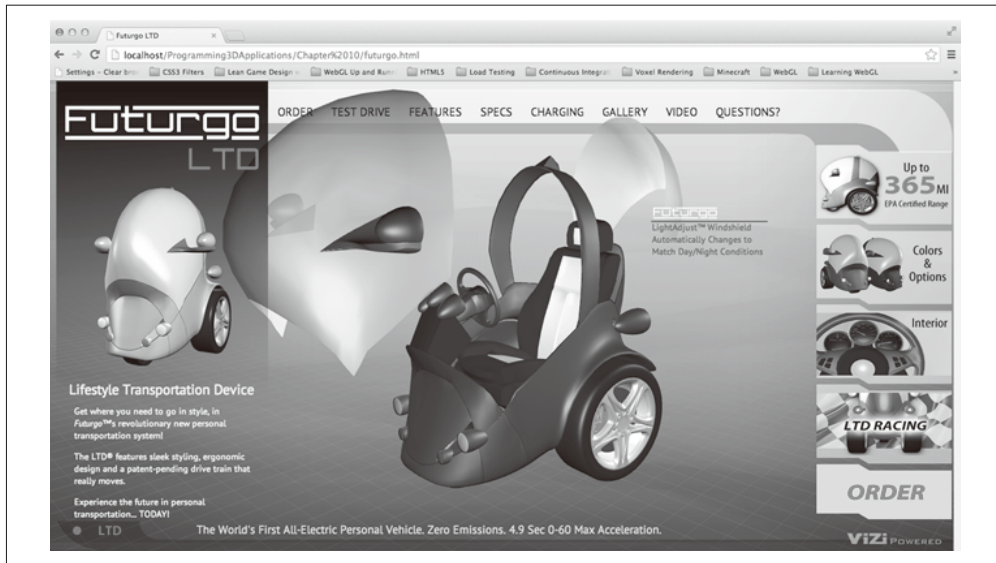 Futurgo LTD
localhost/Programming3DApplications/Chapter%2010/futurgo.html
Settings – Clear bro
CSS3 Filters
Lean Game Design
WebGL Up and Runn
HTML5
Load Testing
Continuous Integrat
Voxel Rendering
Minecraft
WebGL
Learning WebGL
»
Futurgo
LTD
ORDER TEST DRIVE FEATURES SPECS CHARGING GALLERY VIDEO QUESTIONS?
Futurgo
LightAdjust™ Windshield
Automatically Changes to
Match Day/Night Conditions
Up to
365 MI
EPA Certified Range
Colors
&
Options
Interior
LTD RACING
ORDER
Lifestyle Transportation Device
Get where you need to go in style, in
Futurgo™'s revolutionary new personal
transportation system!
The LTD® features sleek styling, ergonomic
design and a patent-pending drive train that
really moves.
Experience the future in personal
transportation... TODAY!
LTD
The World's First All-Electric Personal Vehicle. Zero Emissions. 4.9 Sec 0-60 Max Acceleration.
ViZi POWERED